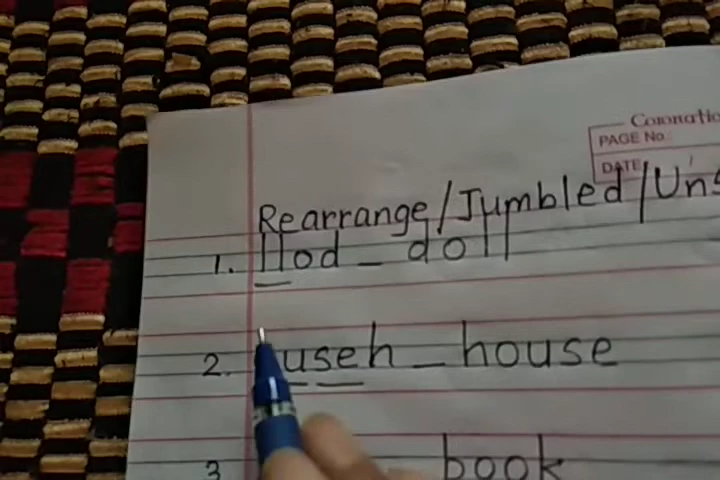 Coronatio
PAGE No.:
DATE
Rearrange/Jumbled/Uns
1. llod _ doll
2. useh _ house
3 book